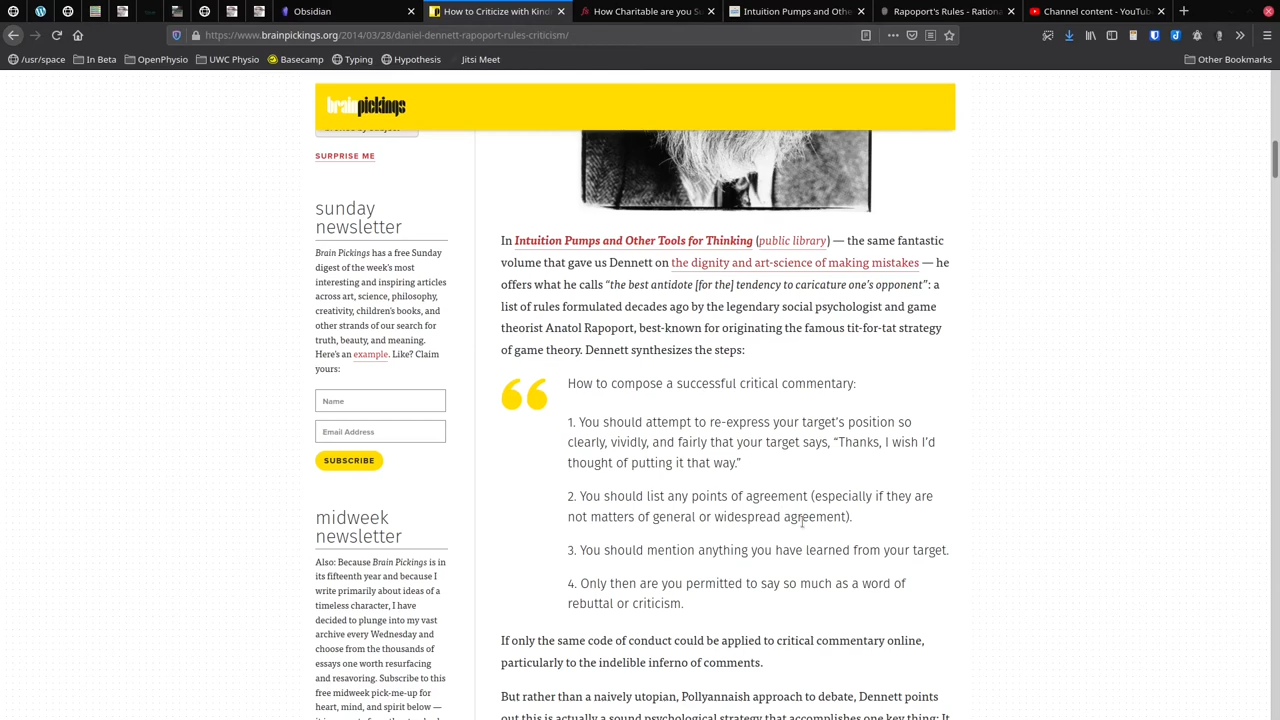 Obsidian
How to Criticize with Kind
How Charitable are you Su
Intuition Pumps and Othe
Rapoport's Rules - Rationa
Channel content - YouTub
https://www.brainpickings.org/2014/03/28/daniel-dennett-rapoport-rules-criticism/
/usr/space
In Beta
OpenPhysio
UWC Physio
Basecamp
Typing
Hypothesis
Jitsi Meet
Other Bookmarks
brainpickings
SURPRISE ME
sunday
newsletter
Brain Pickings has a free Sunday
digest of the week's most
interesting and inspiring articles
across art, science, philosophy,
creativity, children's books, and
other strands of our search for
truth, beauty, and meaning.
Here's an example. Like? Claim
yours:
Name
Email Address
SUBSCRIBE
midweek
newsletter
Also: Because Brain Pickings is in
its fifteenth year and because I
write primarily about ideas of a
timeless character, I have
decided to plunge into my vast
archive every Wednesday and
choose from the thousands of
essays one worth resurfacing
and resavoring. Subscribe to this
free midweek pick-me-up for
heart, mind, and spirit below —
In Intuition Pumps and Other Tools for Thinking (public library) — the same fantastic
volume that gave us Dennett on the dignity and art-science of making mistakes — he
offers what he calls “the best antidote [for the] tendency to caricature one’s opponent”: a
list of rules formulated decades ago by the legendary social psychologist and game
theorist Anatol Rapoport, best-known for originating the famous tit-for-tat strategy
of game theory. Dennett synthesizes the steps:
How to compose a successful critical commentary:
1. You should attempt to re-express your target’s position so
clearly, vividly, and fairly that your target says, “Thanks, I wish I’d
thought of putting it that way.”
2. You should list any points of agreement (especially if they are
not matters of general or widespread agreement).
3. You should mention anything you have learned from your target.
4. Only then are you permitted to say so much as a word of
rebuttal or criticism.
If only the same code of conduct could be applied to critical commentary online,
particularly to the indelible inferno of comments.
But rather than a naively utopian, Pollyannaish approach to debate, Dennett points
out this is actually a sound psychological strategy that accomplishes one key thing: It